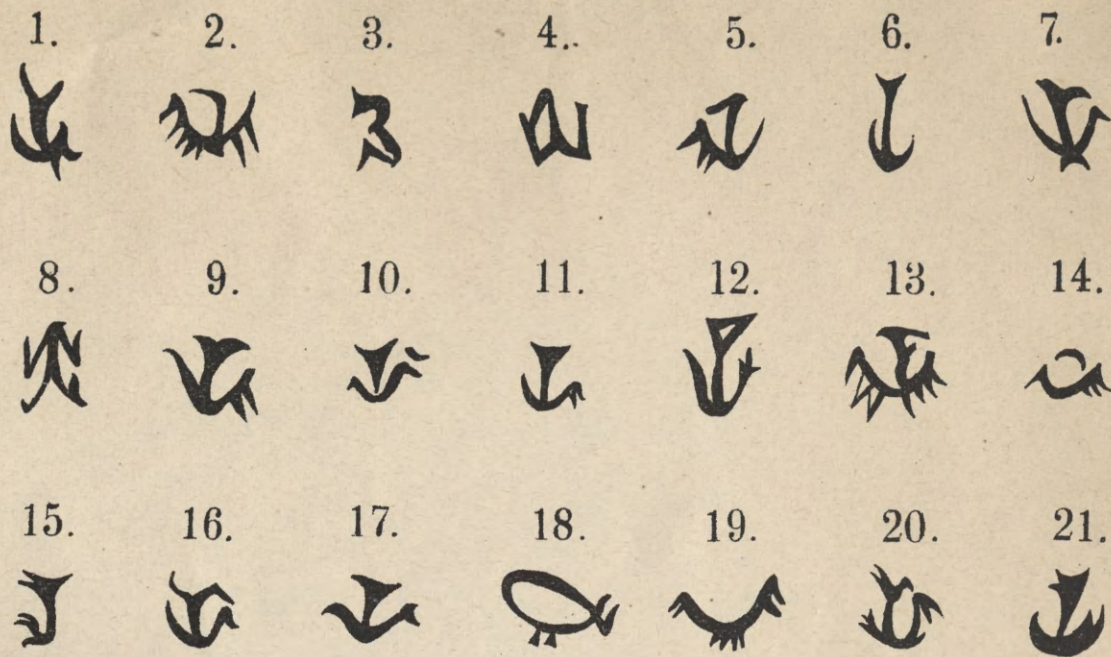 1. 2. 3. 4. 5. 6. 7.
8. 9. 10. 11. 12. 13. 14.
15. 16. 17. 18. 19. 20. 21.